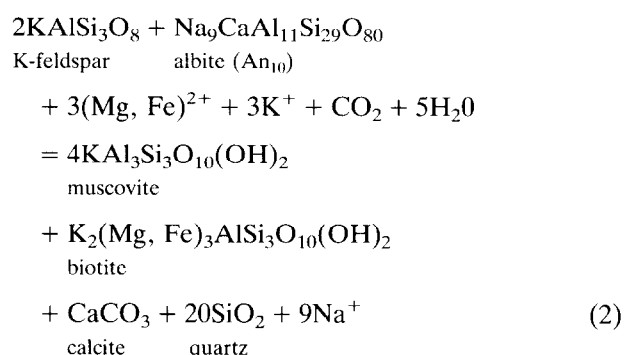 2KAlSi₃O₈ + Na₉CaAl₁₁Si₂₉O₈₀
K-feldspar albite (An₁₀)
+ 3(Mg, Fe)²⁺ + 3K⁺ + CO₂ + 5H₂0
= 4KAl₃Si₃O₁₀(OH)₂
muscovite
+ K₂(Mg, Fe)₃AlSi₃O₁₀(OH)₂
biotite
+ CaCO₃ + 20SiO₂ + 9Na⁺ (2)
calcite quartz